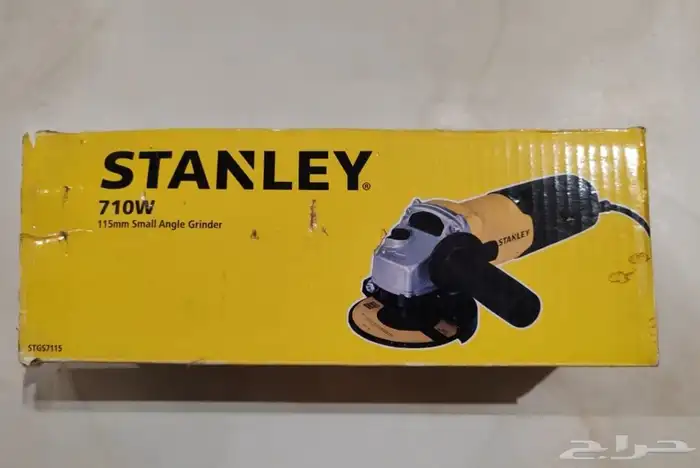 STANLEY®
710W
115mm Small Angle Grinder
STANLEY
STGS7115
حراج